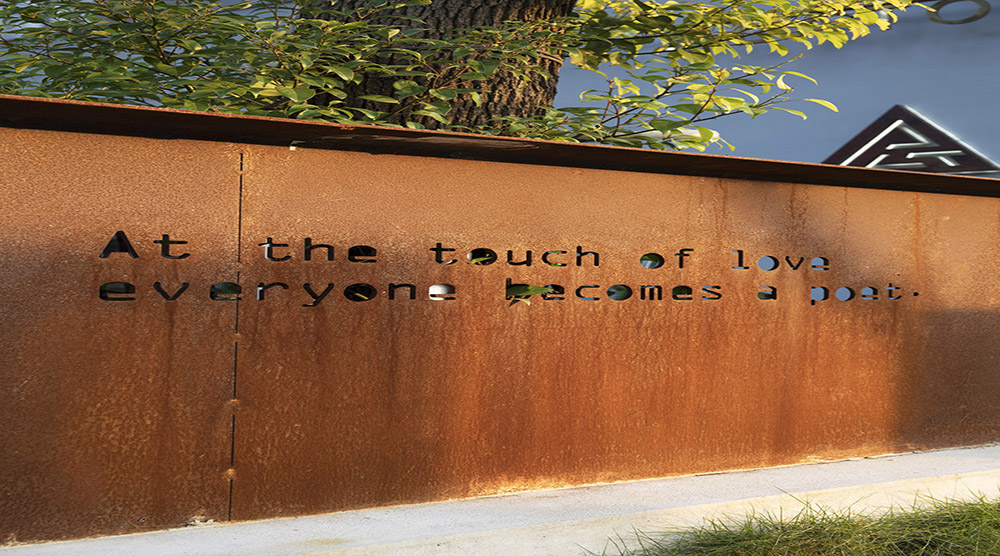 At the touch of love
everyone becomes a poet.